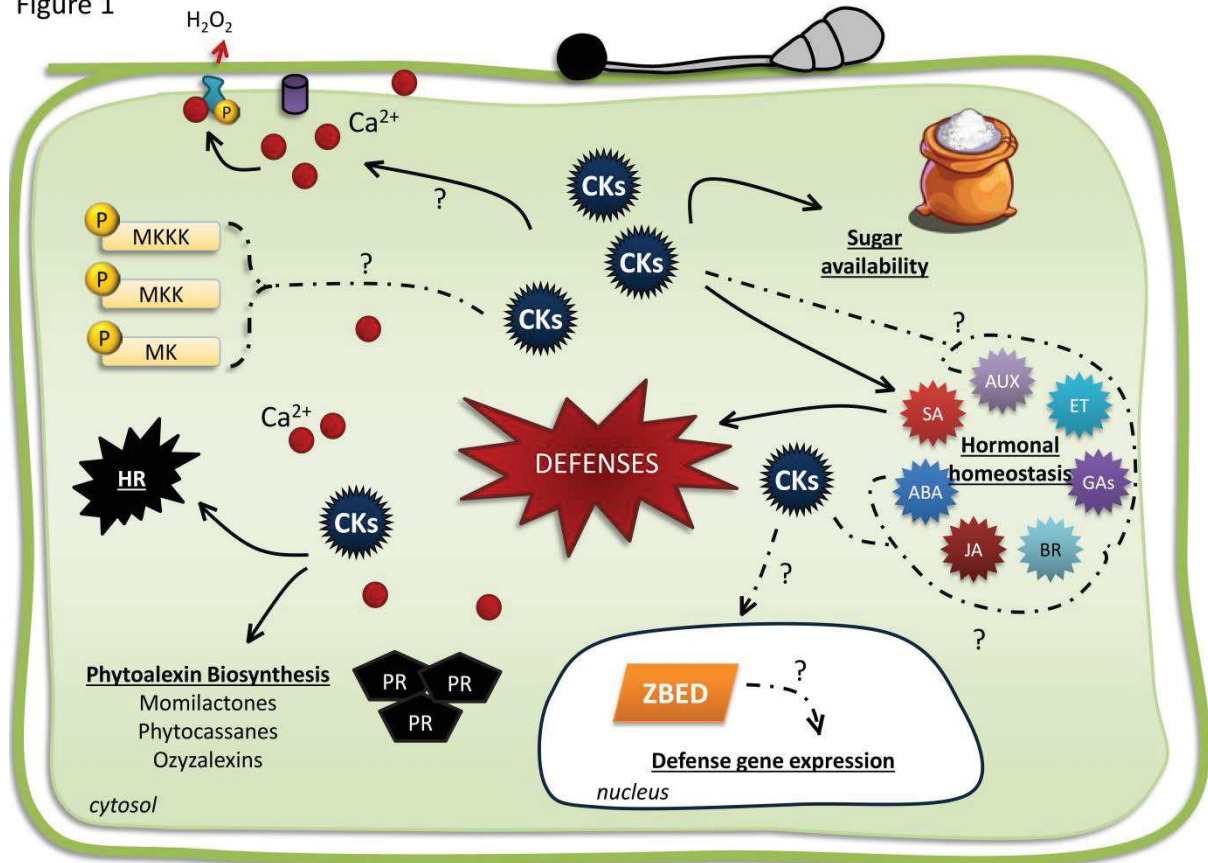 Figure 1
H₂O₂
P
Ca²⁺
?
CKs
CKs
CKs
Sugar
availability
P
MKKK
P
MKK
P
MK
?
?
AUX
SA
ET
Hormonal
homeostasis
ABA
GAs
JA
BR
?
Ca²⁺
HR
CKs
DEFENSES
CKs
?
Phytoalexin Biosynthesis
Momilactones
Phytocassanes
Ozyzalexins
PR
PR
PR
ZBED
?
Defense gene expression
nucleus
cytosol